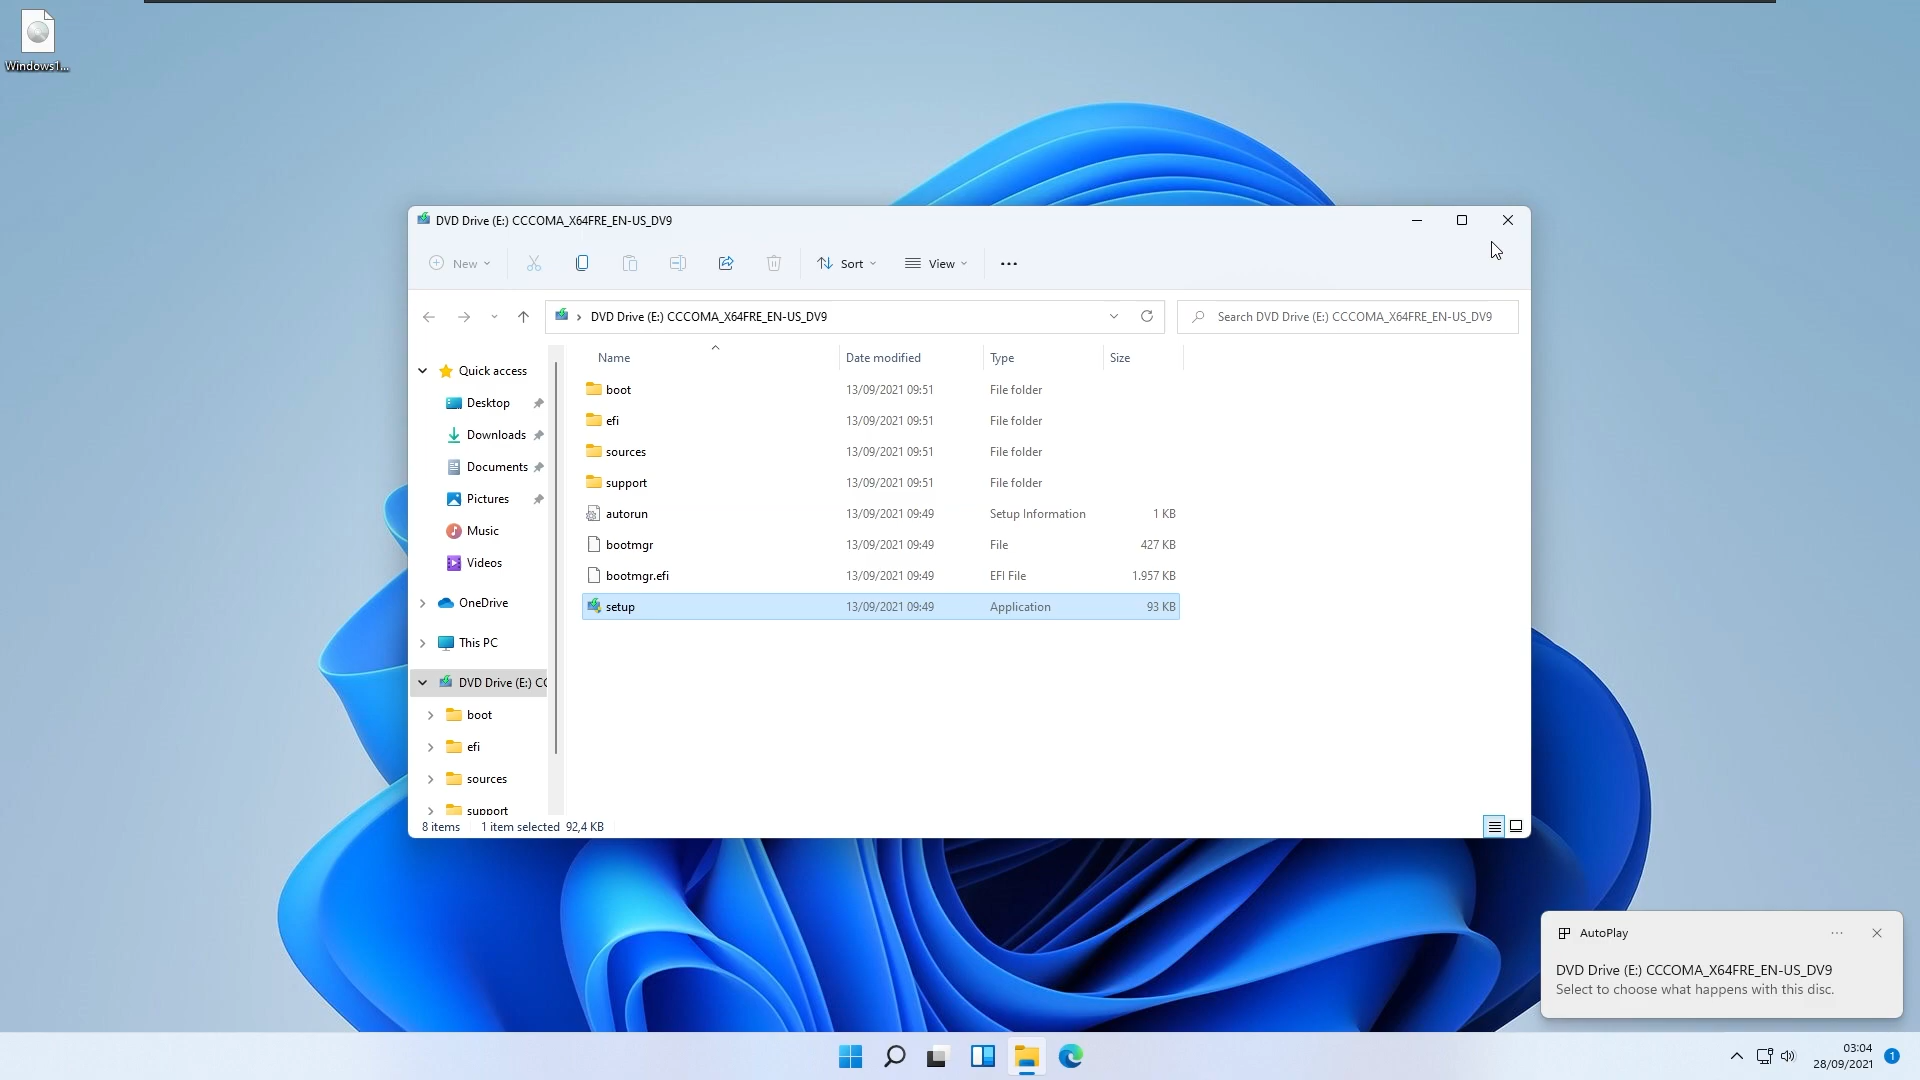 Windows1...
DVD Drive (E:) CCCOMA_X64FRE_EN-US_DV9
New
Sort
View
DVD Drive (E:) CCCOMA_X64FRE_EN-US_DV9
Search DVD Drive (E:) CCCOMA_X64FRE_EN-US_DV9
Name Date modified Type Size
Quick access
Desktop
Downloads
Documents
Pictures
Music
Videos
OneDrive
This PC
DVD Drive (E:) CC
boot
efi
sources
support
boot 13/09/2021 09:51 File folder
efi 13/09/2021 09:51 File folder
sources 13/09/2021 09:51 File folder
support 13/09/2021 09:51 File folder
autorun 13/09/2021 09:49 Setup Information 1 KB
bootmgr 13/09/2021 09:49 File 427 KB
bootmgr.efi 13/09/2021 09:49 EFI File 1.957 KB
setup 13/09/2021 09:49 Application 93 KB
8 items 1 item selected 92,4 KB
AutoPlay
DVD Drive (E:) CCCOMA_X64FRE_EN-US_DV9
Select to choose what happens with this disc.
03:04
28/09/2021
1